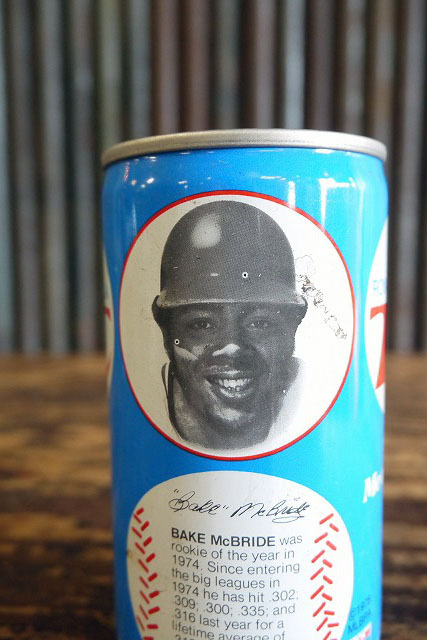 "Bake" McBride
BAKE McBRIDE was
rookie of the year in
1974. Since entering
the big leagues in
1974 he has hit .302;
.309; .300; .335; and
.316 last year for a
lifetime average of